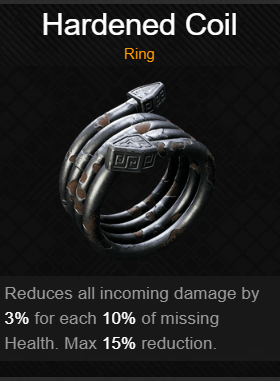 Hardened Coil
Ring
Reduces all incoming damage by
3% for each 10% of missing
Health. Max 15% reduction.